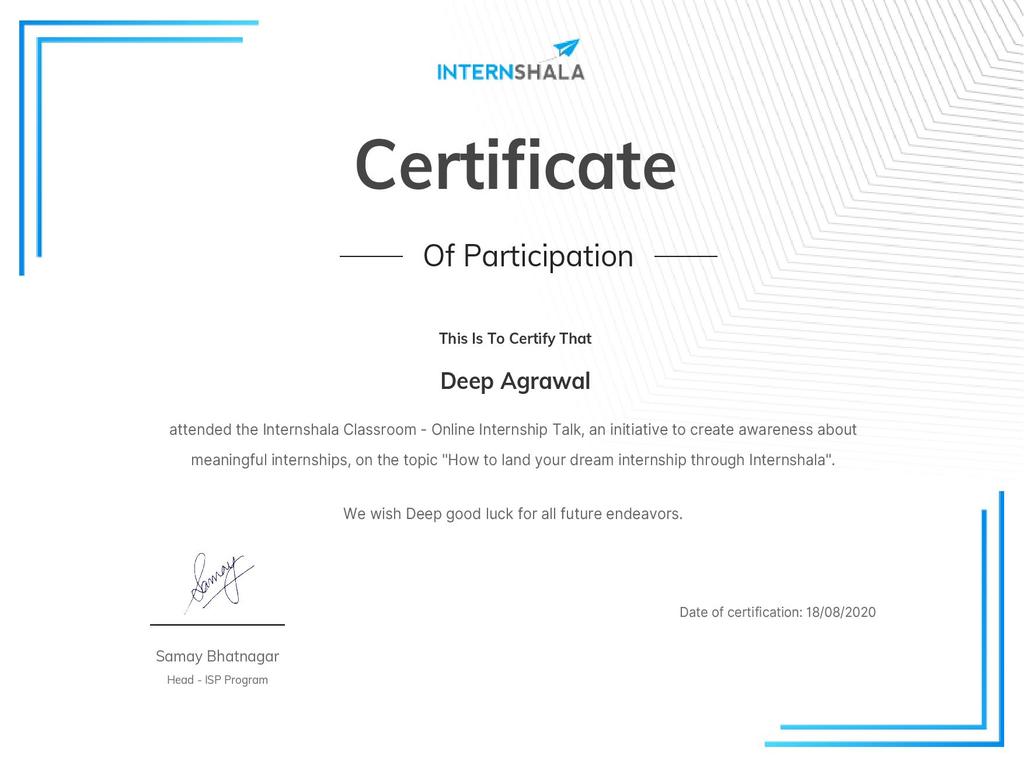 INTERNSHALA
Certificate
Of Participation
This Is To Certify That
Deep Agrawal
attended the Internshala Classroom - Online Internship Talk, an initiative to create awareness about
meaningful internships, on the topic "How to land your dream internship through Internshala".
We wish Deep good luck for all future endeavors.
Samay
Date of certification: 18/08/2020
Samay Bhatnagar
Head - ISP Program